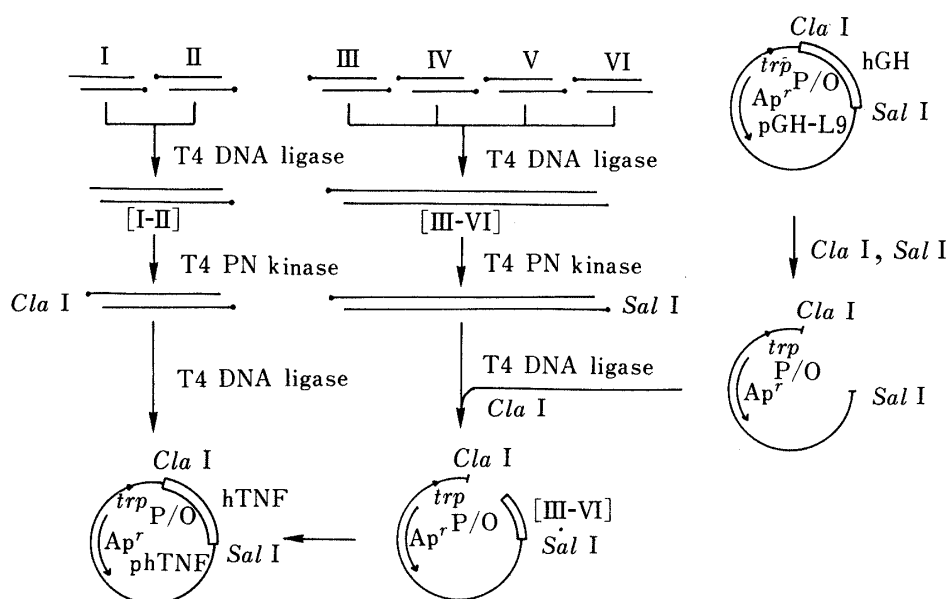 I II III IV V VI
T4 DNA ligase
T4 DNA ligase
[I-II]
[III-VI]
T4 PN kinase
T4 PN kinase
Cla I
Sal I
T4 DNA ligase
T4 DNA ligase
Cla I
Cla I
hGH
trp
P/O
Apr
pGH-L9
Sal I
Cla I, Sal I
Cla I
trp
P/O
Apr
Sal I
Cla I
trp
P/O
hTNF
Apr
phTNF
Sal I
Cla I
trp
P/O
Apr
[III-VI]
Sal I